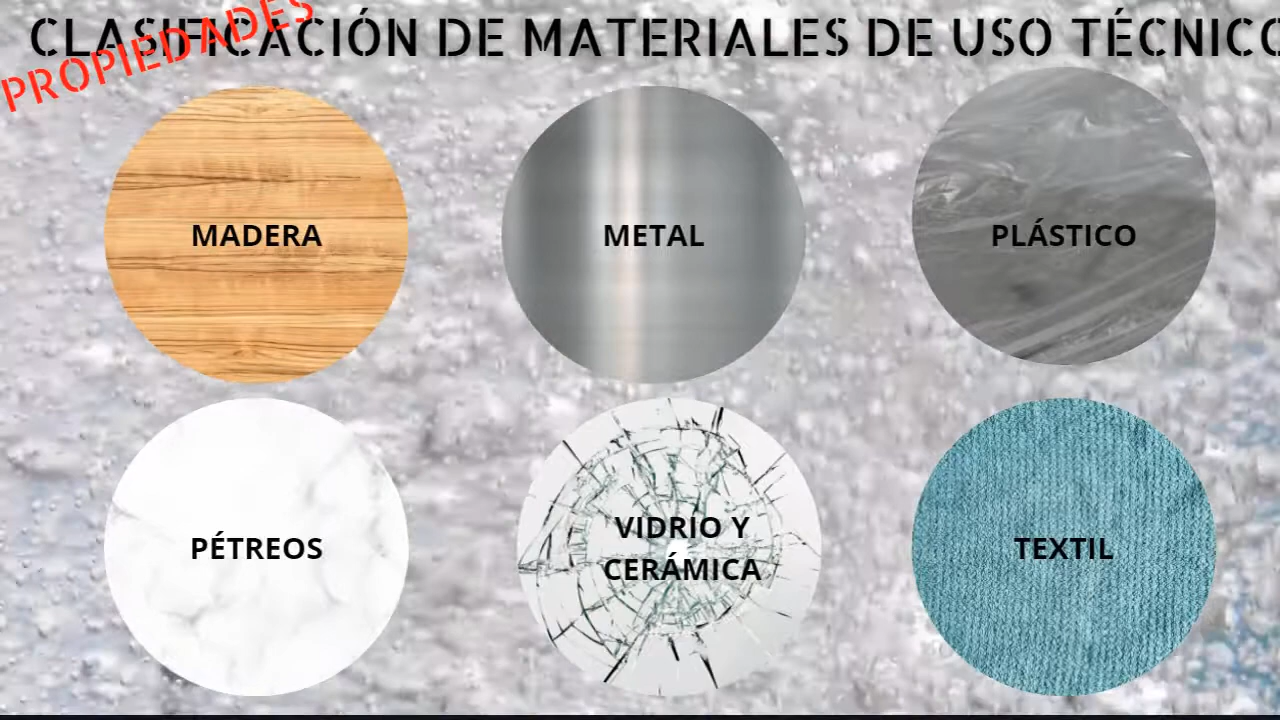 CLASIFICACIÓN DE MATERIALES DE USO TÉCNICO
PROPIEDADES
MADERA
METAL
PLÁSTICO
PÉTREOS
VIDRIO Y
CERÁMICA
TEXTIL